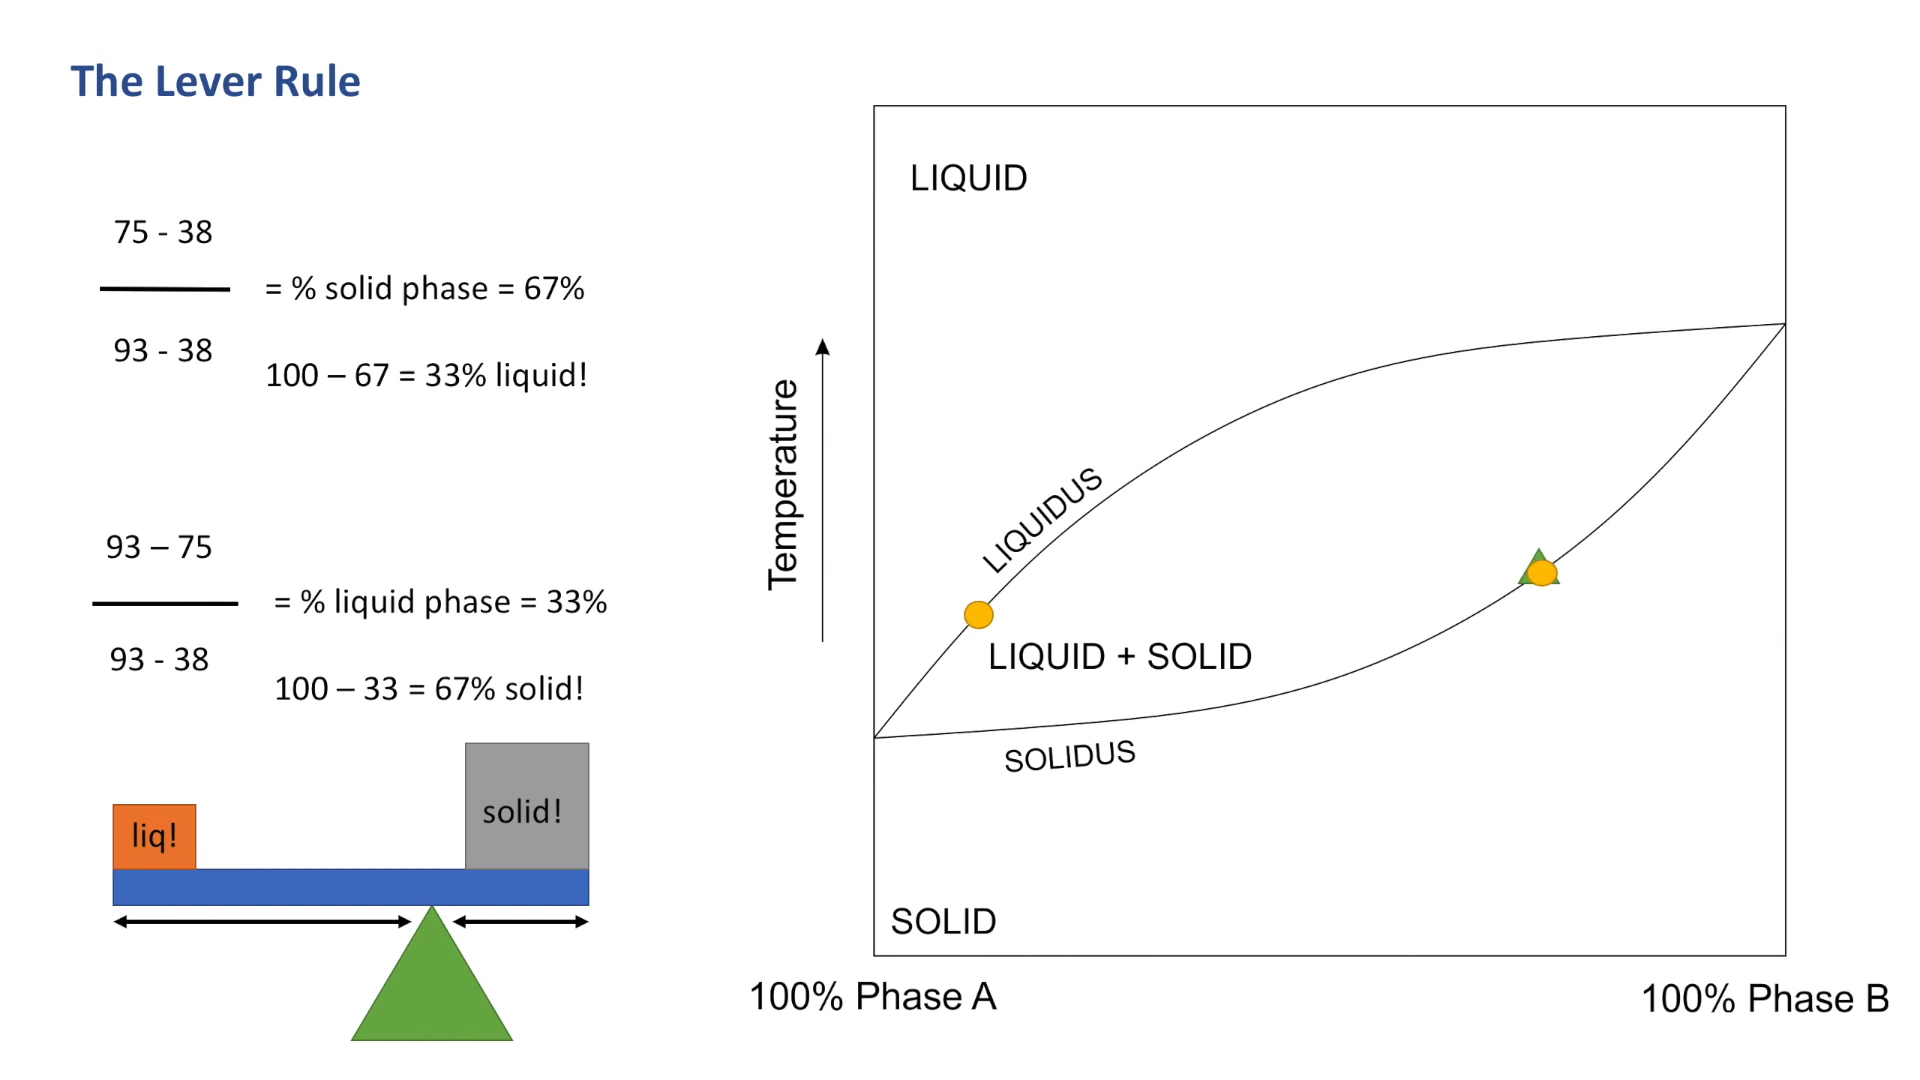 The Lever Rule
75 - 38
= % solid phase = 67%
93 - 38
100 – 67 = 33% liquid!
93 – 75
= % liquid phase = 33%
93 - 38
100 – 33 = 67% solid!
liq!
solid!
LIQUID
Temperature
LIQUIDUS
LIQUID + SOLID
SOLIDUS
SOLID
100% Phase A
100% Phase B